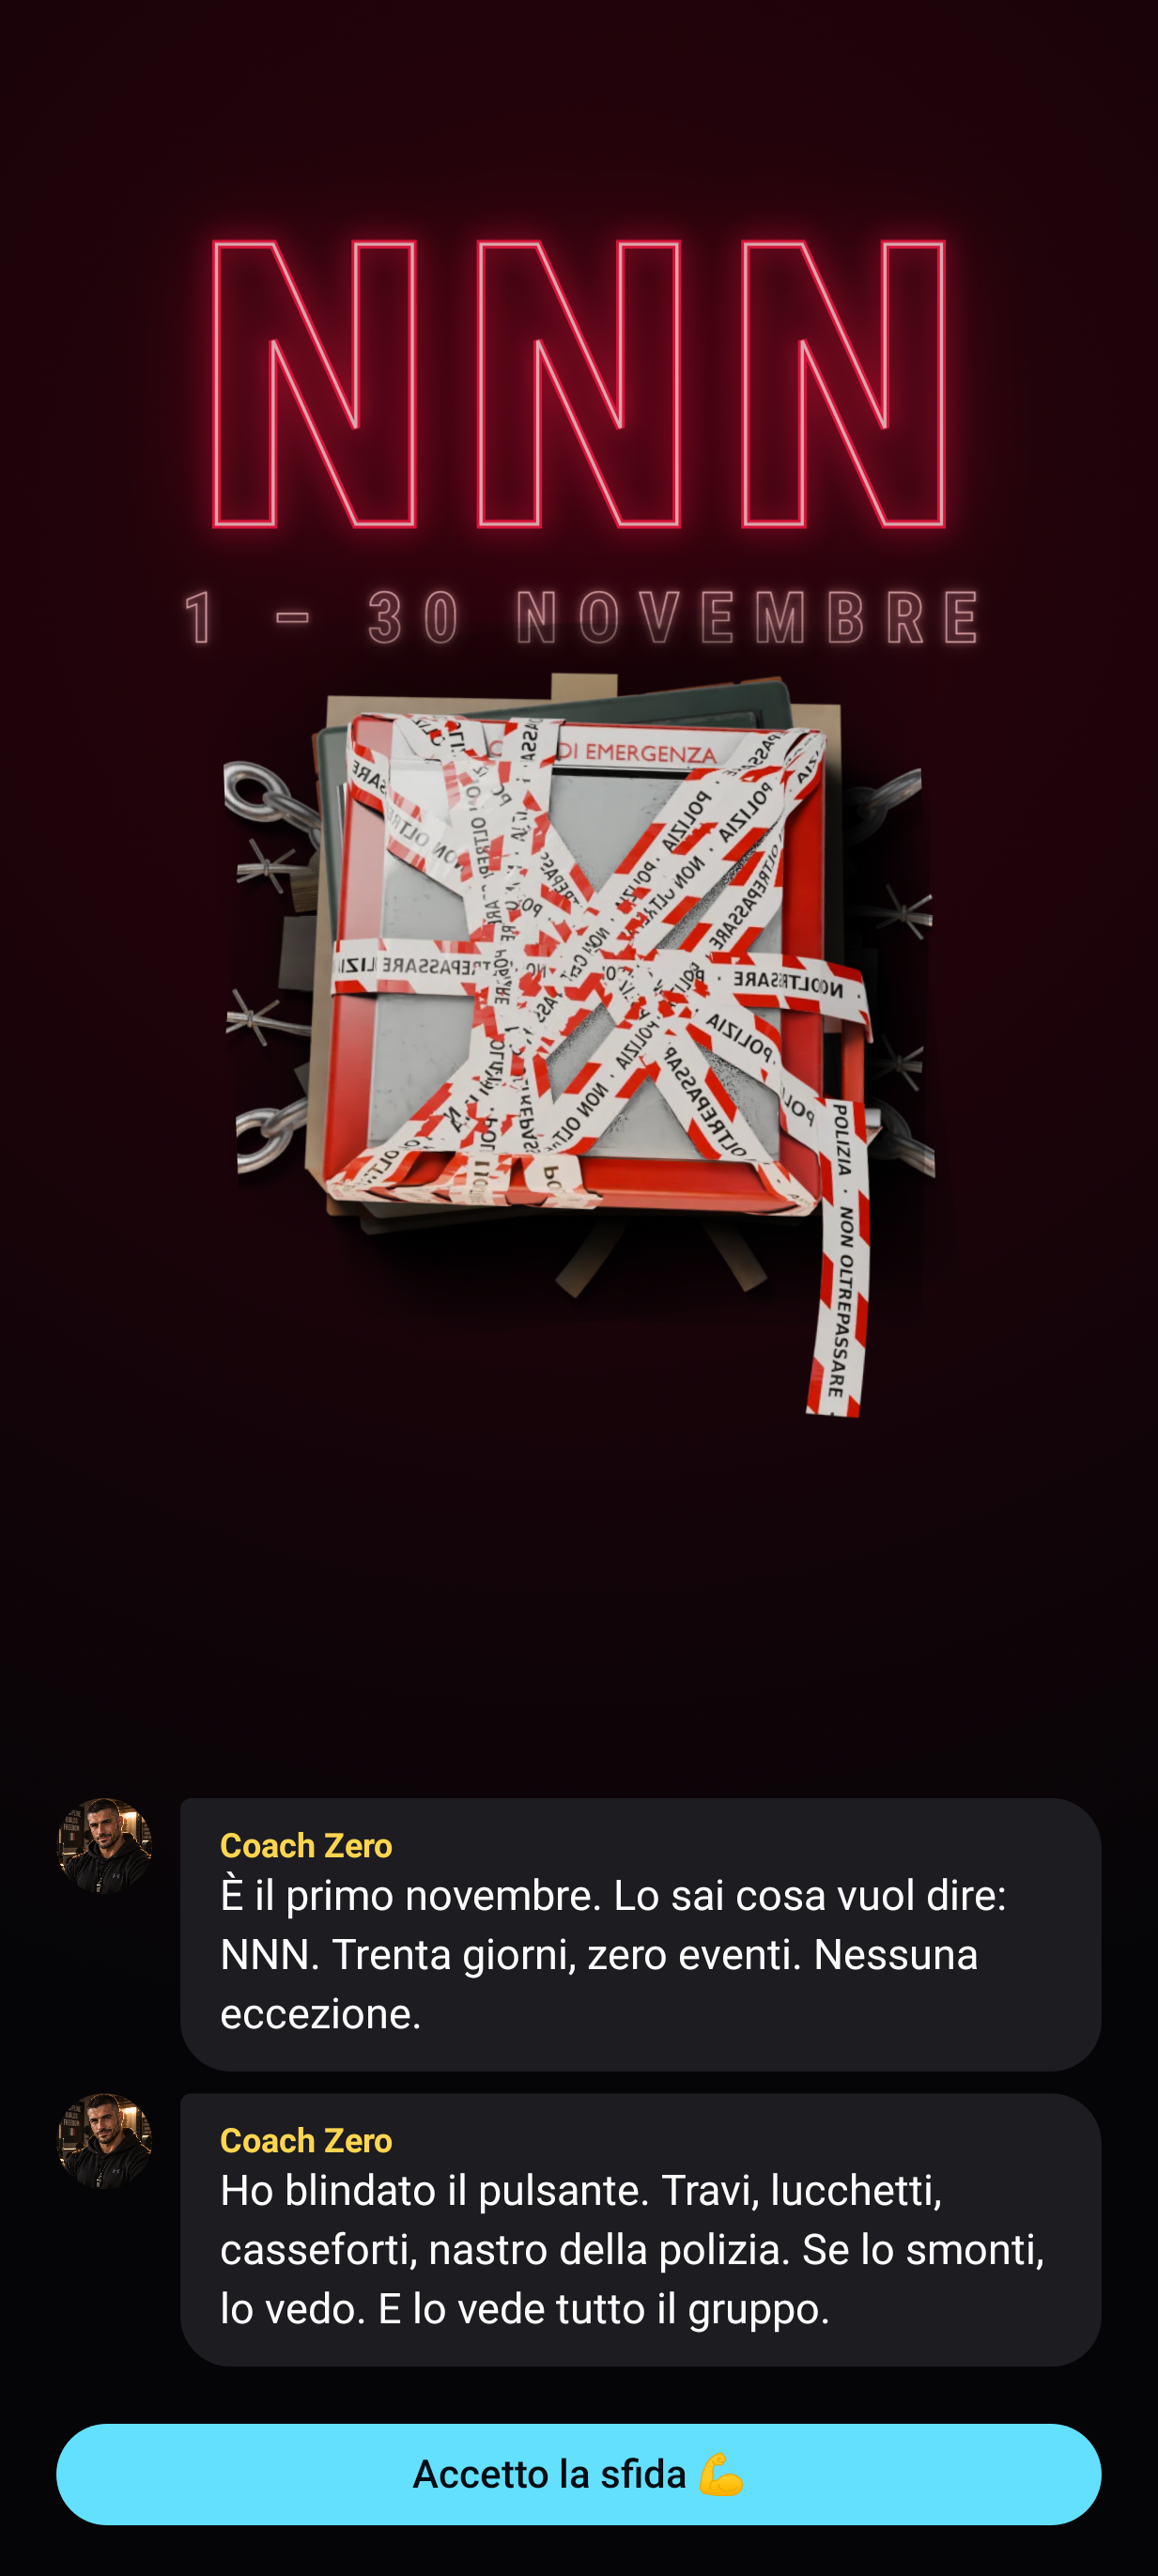 NNN
1 – 30 NOVEMBRE
DI EMERGENZA
POLIZIA · NON OLTREPASSARE
Coach Zero
È il primo novembre. Lo sai cosa vuol dire:
NNN. Trenta giorni, zero eventi. Nessuna
eccezione.
Coach Zero
Ho blindato il pulsante. Travi, lucchetti,
casseforti, nastro della polizia. Se lo smonti,
lo vedo. E lo vede tutto il gruppo.
Accetto la sfida 💪